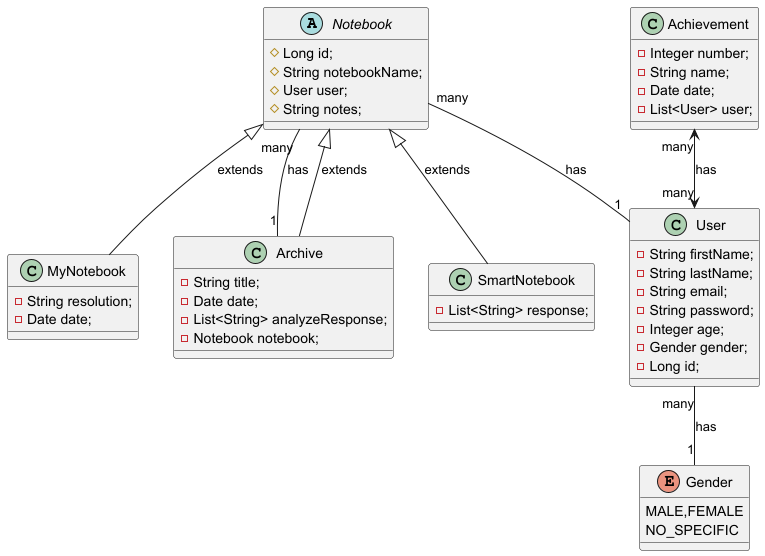 A Notebook
Long id;
String notebookName;
User user;
String notes;
C Achievement
Integer number;
String name;
Date date;
List<User> user;
many
many
extends
has
extends
extends
has
many
has
1
1
many
C MyNotebook
String resolution;
Date date;
C Archive
String title;
Date date;
List<String> analyzeResponse;
Notebook notebook;
C SmartNotebook
List<String> response;
C User
String firstName;
String lastName;
String email;
String password;
Integer age;
Gender gender;
Long id;
many
has
1
E Gender
MALE,FEMALE
NO_SPECIFIC